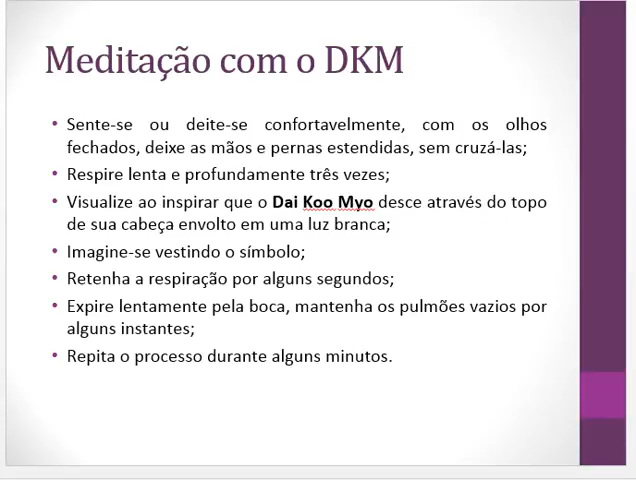 Meditação com o DKM
• Sente-se ou deite-se confortavelmente, com os olhos
fechados, deixe as mãos e pernas estendidas, sem cruzá-las;
• Respire lenta e profundamente três vezes;
• Visualize ao inspirar que o Dai Koo Myo desce através do topo
de sua cabeça envolto em uma luz branca;
• Imagine-se vestindo o símbolo;
• Retenha a respiração por alguns segundos;
• Expire lentamente pela boca, mantenha os pulmões vazios por
alguns instantes;
• Repita o processo durante alguns minutos.